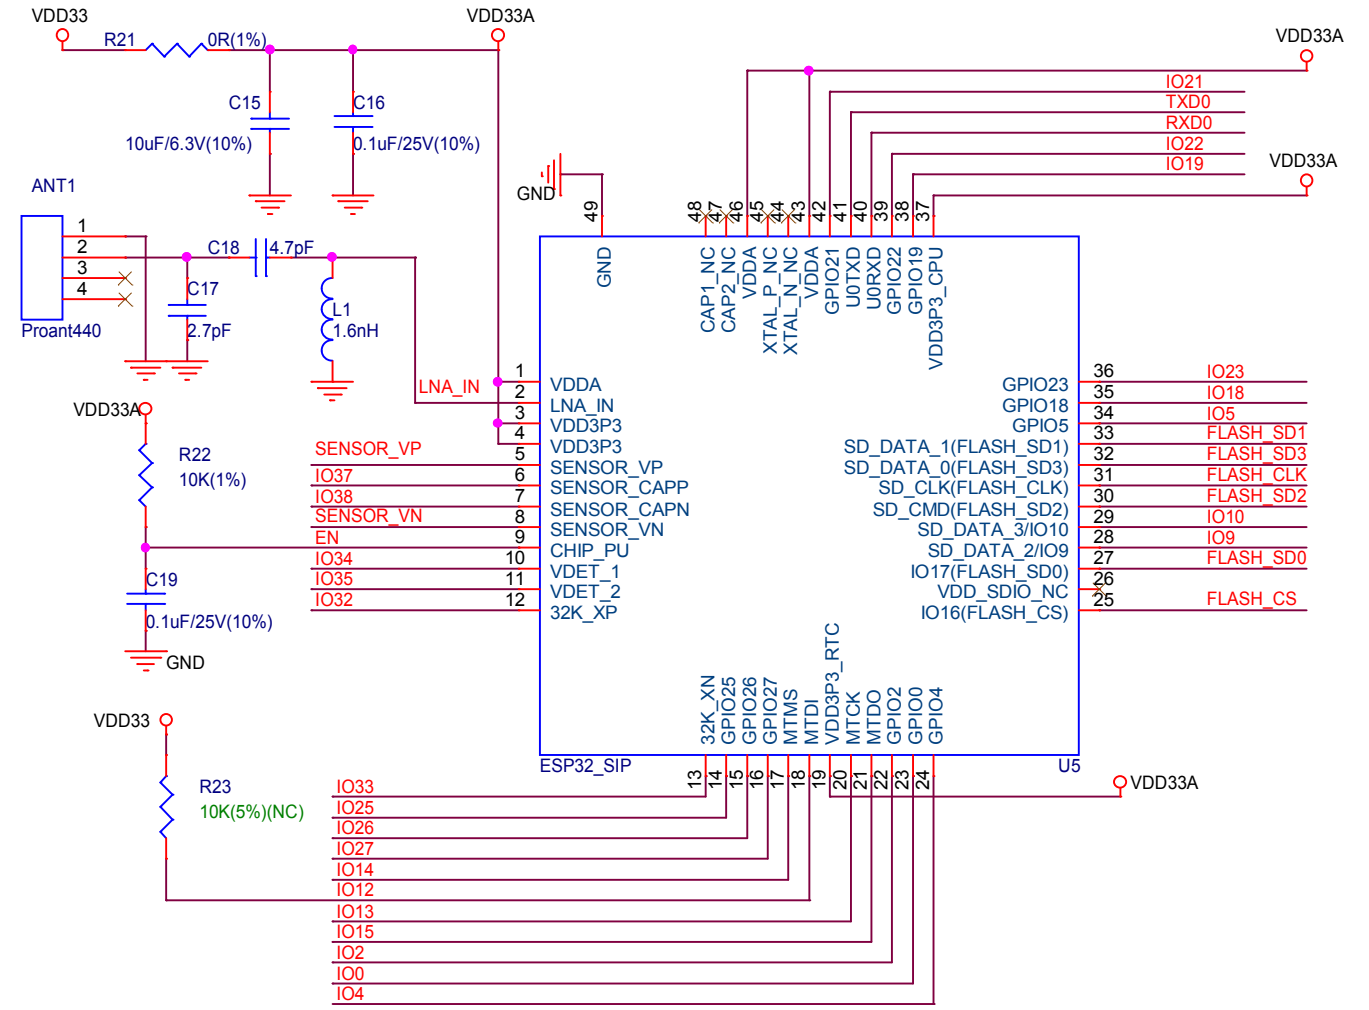 VDD33
R21
0R(1%)
VDD33A
C15
10uF/6.3V(10%)
C16
0.1uF/25V(10%)
VDD33A
IO21
TXD0
RXD0
IO22
IO19
VDD33A
GND
ANT1
1
2
3
4
Proant440
C18
4.7pF
C17
2.7pF
L1
1.6nH
49
48
47
46
45
44
43
42
41
40
39
38
37
GND
CAP1_NC
CAP2_NC
VDDA
XTAL_P_NC
XTAL_N_NC
VDDA
GPIO21
U0TXD
U0RXD
GPIO22
GPIO19
VDD3P3_CPU
LNA_IN
1
2
3
4
5
6
7
8
9
10
11
12
VDDA
LNA_IN
VDD3P3
VDD3P3
SENSOR_VP
SENSOR_CAPP
SENSOR_CAPN
SENSOR_VN
CHIP_PU
VDET_1
VDET_2
32K_XP
VDD33A
R22
10K(1%)
C19
0.1uF/25V(10%)
GND
SENSOR_VP
IO37
IO38
SENSOR_VN
EN
IO34
IO35
IO32
GPIO23
GPIO18
GPIO5
SD_DATA_1(FLASH_SD1)
SD_DATA_0(FLASH_SD3)
SD_CLK(FLASH_CLK)
SD_CMD(FLASH_SD2)
SD_DATA_3/IO10
SD_DATA_2/IO9
IO17(FLASH_SD0)
VDD_SDIO_NC
IO16(FLASH_CS)
36
35
34
33
32
31
30
29
28
27
26
25
IO23
IO18
IO5
FLASH_SD1
FLASH_SD3
FLASH_CLK
FLASH_SD2
IO10
IO9
FLASH_SD0
FLASH_CS
32K_XN
GPIO25
GPIO26
GPIO27
MTMS
MTDI
VDD3P3_RTC
MTCK
MTDO
GPIO2
GPIO0
GPIO4
ESP32_SIP
U5
13
14
15
16
17
18
19
20
21
22
23
24
VDD33A
VDD33
R23
10K(5%)(NC)
IO33
IO25
IO26
IO27
IO14
IO12
IO13
IO15
IO2
IO0
IO4